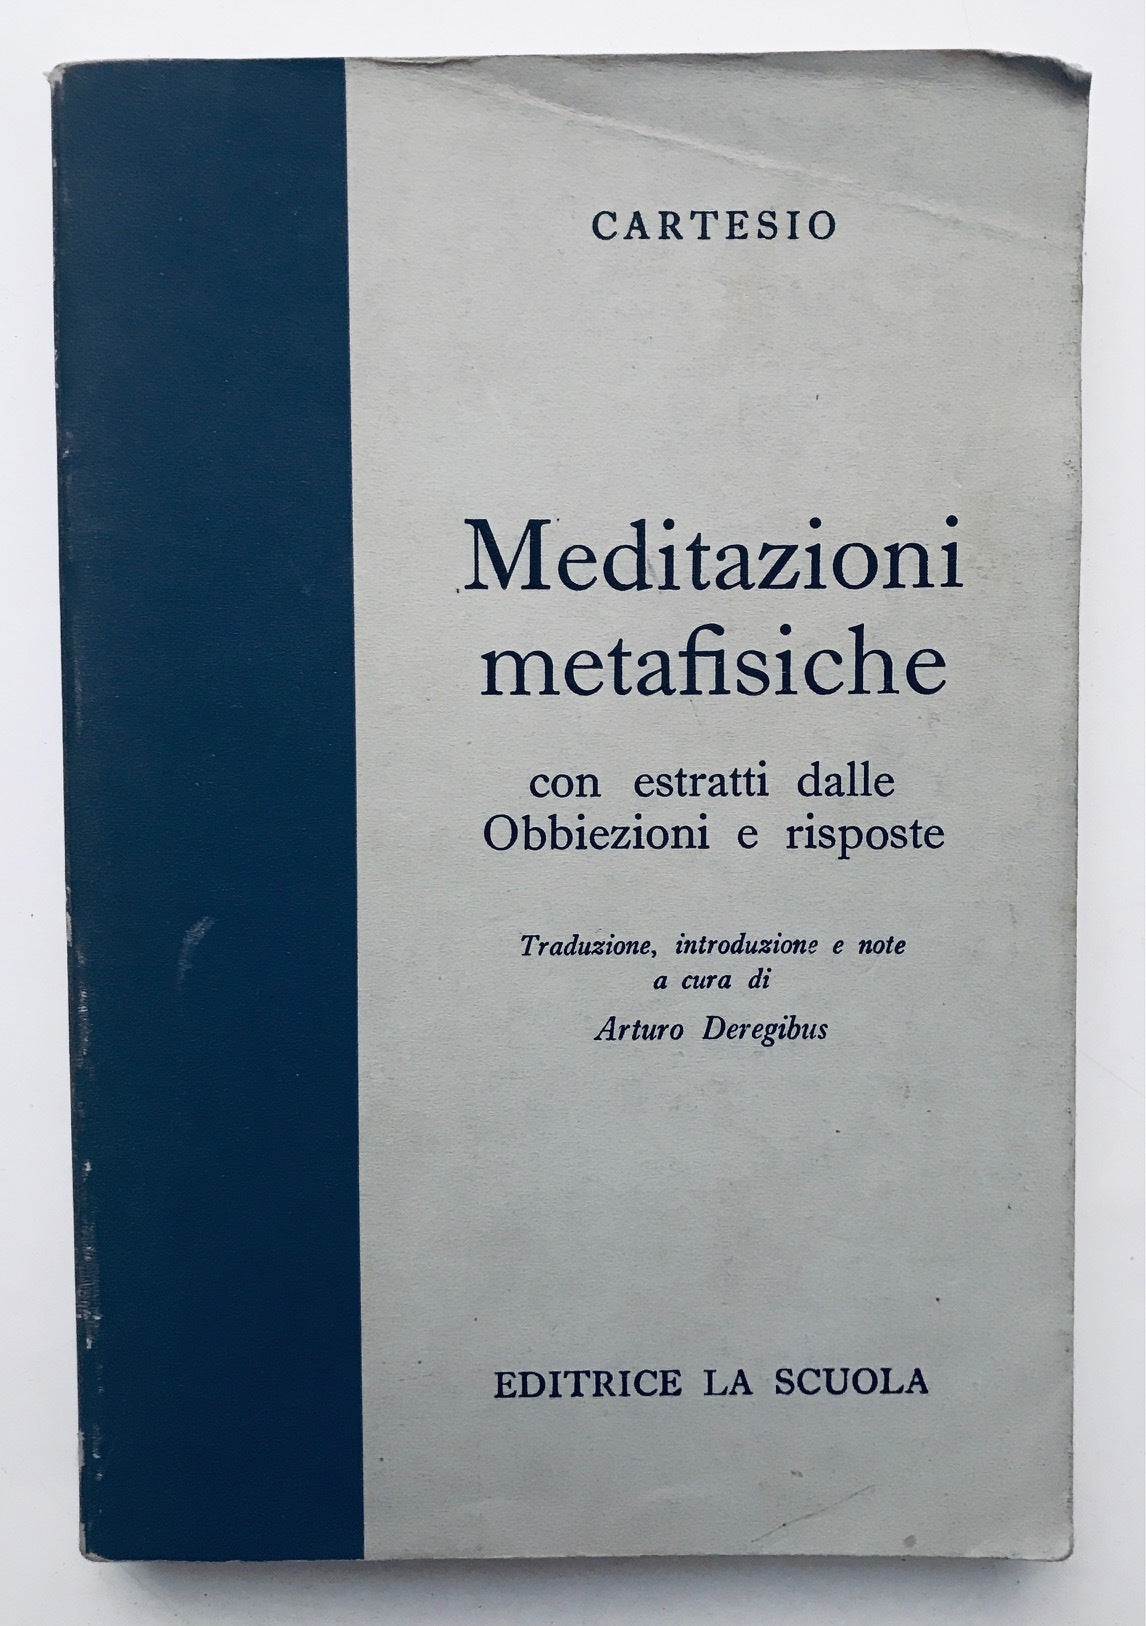 CARTESIO
Meditazioni
metafisiche
con estratti dalle
Obbiezioni e risposte
Traduzione, introduzione e note
a cura di
Arturo Deregibus
EDITRICE LA SCUOLA